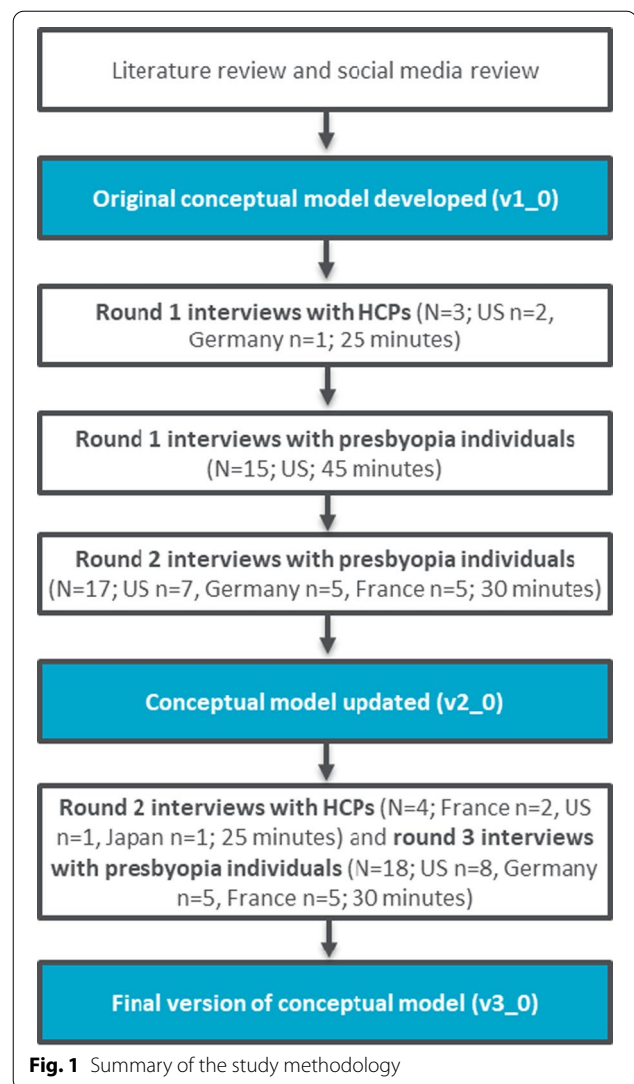 Literature review and social media review
Original conceptual model developed (v1_0)
Round 1 interviews with HCPs (N=3; US n=2,
Germany n=1; 25 minutes)
Round 1 interviews with presbyopia individuals
(N=15; US; 45 minutes)
Round 2 interviews with presbyopia individuals
(N=17; US n=7, Germany n=5, France n=5; 30 minutes)
Conceptual model updated (v2_0)
Round 2 interviews with HCPs (N=4; France n=2, US
n=1, Japan n=1; 25 minutes) and round 3 interviews
with presbyopia individuals (N=18; US n=8, Germany
n=5, France n=5; 30 minutes)
Final version of conceptual model (v3_0)
Fig. 1 Summary of the study methodology